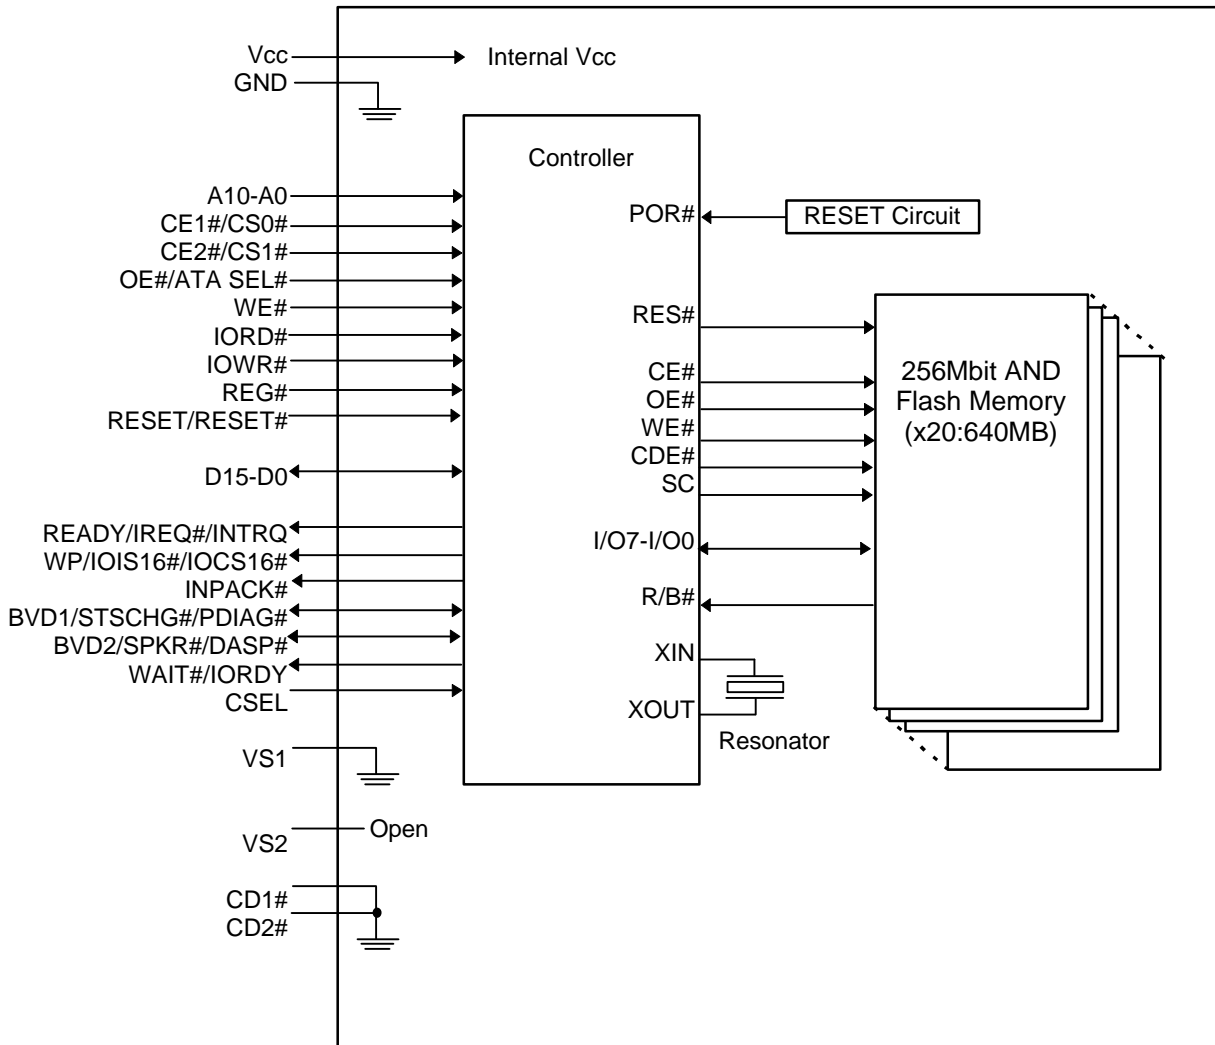 Vcc
Internal Vcc
GND
Controller
A10-A0
CE1#/CS0#
CE2#/CS1#
OE#/ATA SEL#
WE#
IORD#
IOWR#
REG#
RESET/RESET#
D15-D0
READY/IREQ#/INTRQ
WP/IOIS16#/IOCS16#
INPACK#
BVD1/STSCHG#/PDIAG#
BVD2/SPKR#/DASP#
WAIT#/IORDY
CSEL
VS1
VS2
Open
CD1#
CD2#
POR#
RESET Circuit
RES#
CE#
OE#
WE#
CDE#
SC
I/O7-I/O0
R/B#
XIN
XOUT
Resonator
256Mbit AND
Flash Memory
(x20:640MB)